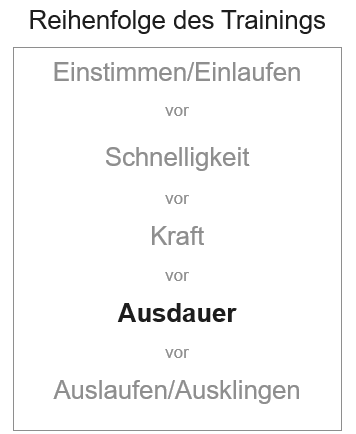 Reihenfolge des Trainings
Einstimmen/Einlaufen
vor
Schnelligkeit
vor
Kraft
vor
Ausdauer
vor
Auslaufen/Ausklingen